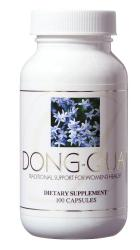 DONG-QUAI
TRADITIONAL SUPPORT FOR WOMEN'S HEALTH
DIETARY SUPPLEMENT
100 CAPSULES